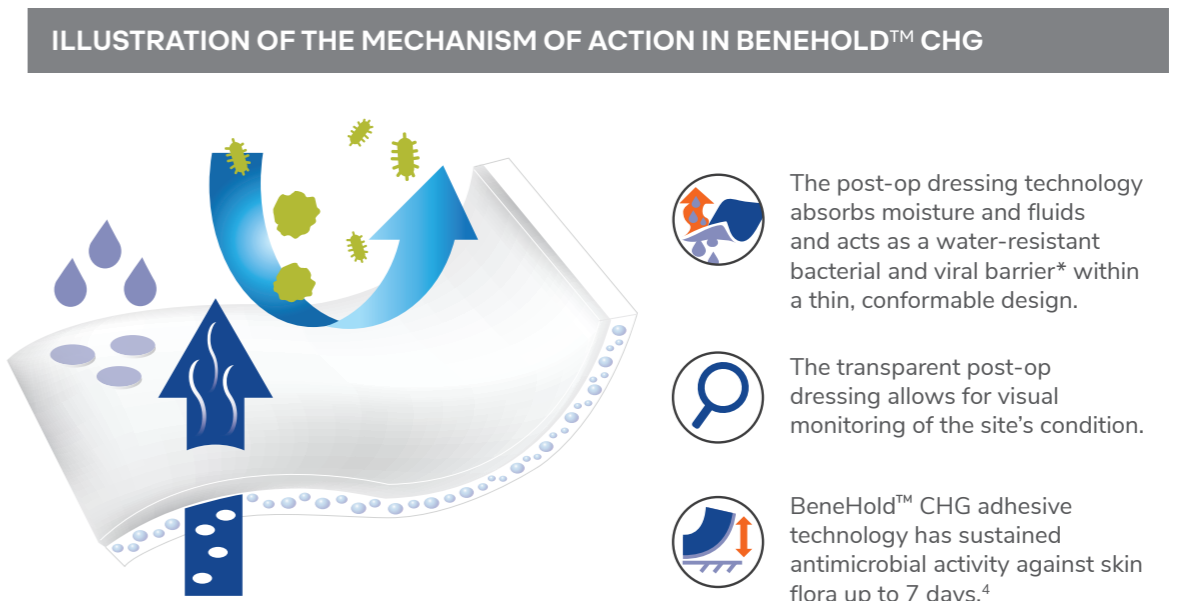 ILLUSTRATION OF THE MECHANISM OF ACTION IN BENEHOLD™ CHG
The post-op dressing technology
absorbs moisture and fluids
and acts as a water-resistant
bacterial and viral barrier* within
a thin, conformable design.
The transparent post-op
dressing allows for visual
monitoring of the site’s condition.
BeneHold™ CHG adhesive
technology has sustained
antimicrobial activity against skin
flora up to 7 days.⁴